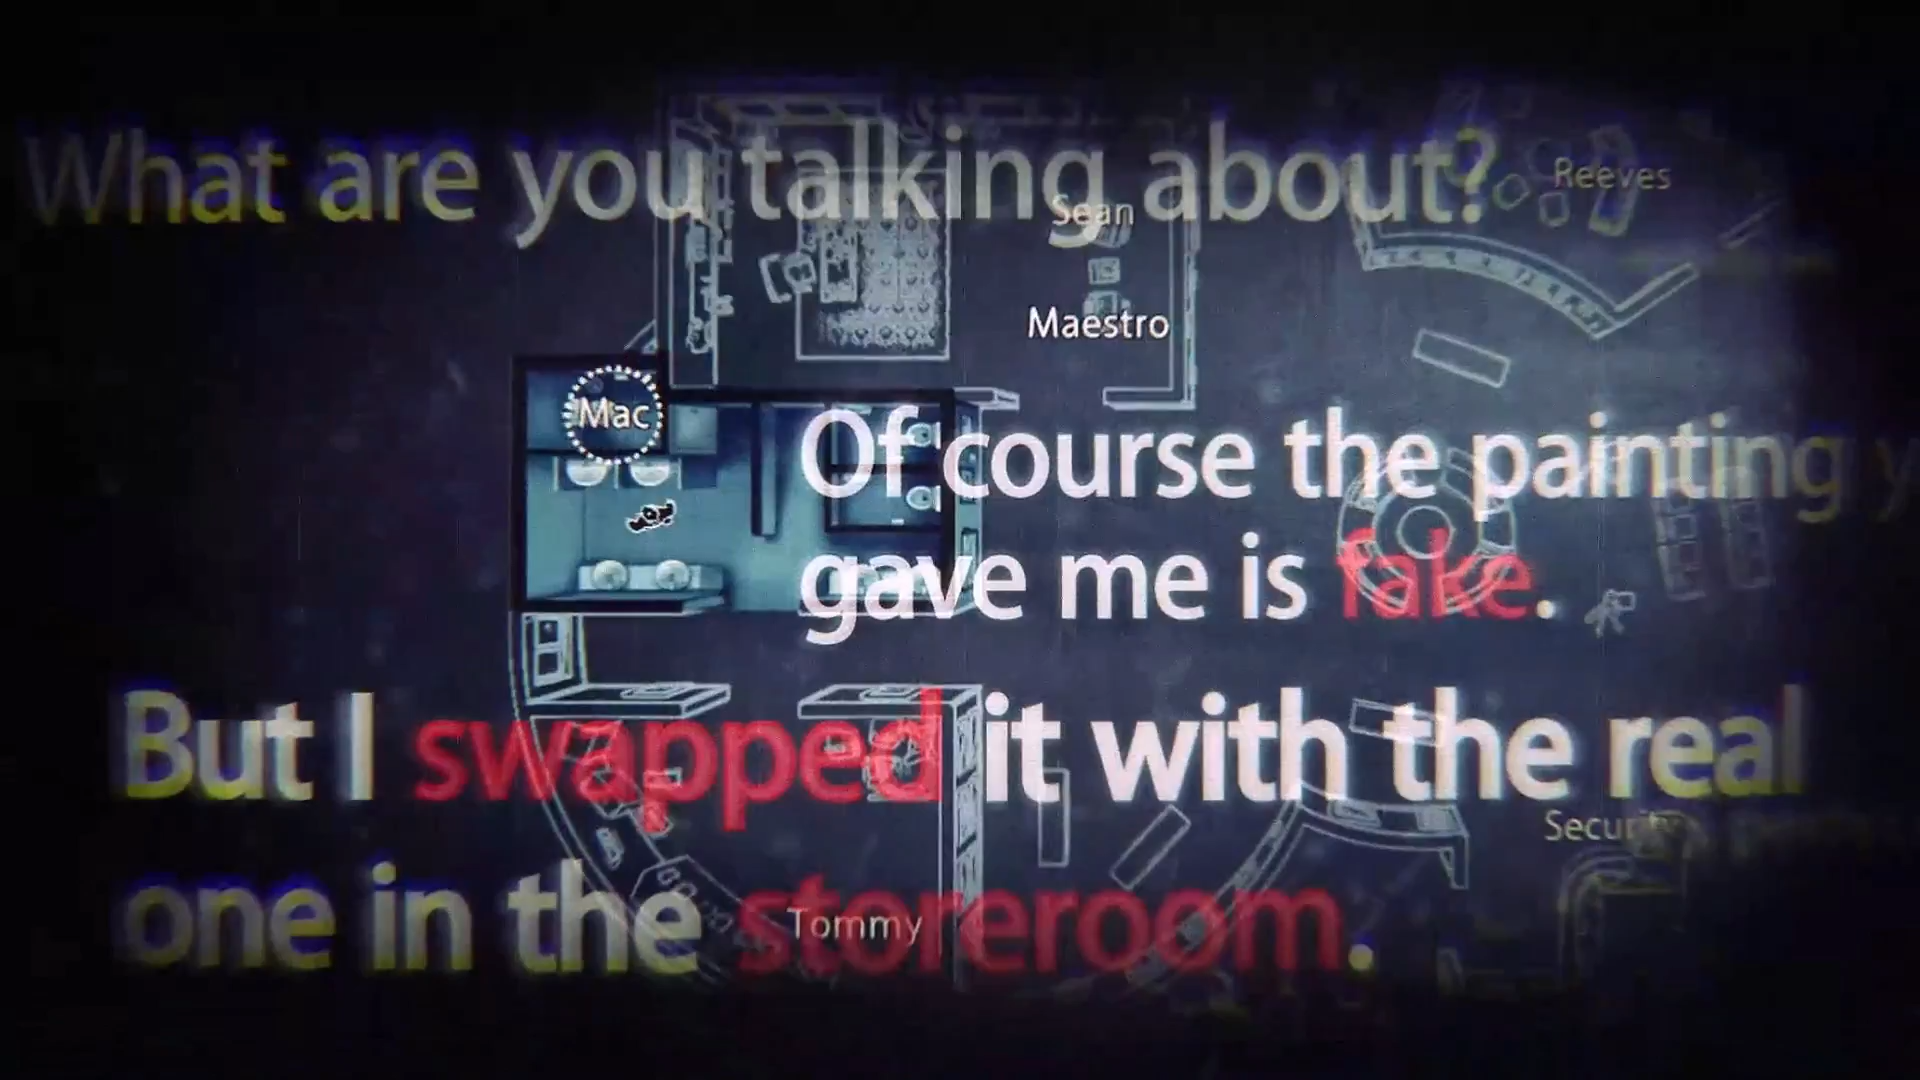 What are you talking about?
Reeves
Sean
Maestro
Mac
Of course the painting
gave me is fake.
But I swapped it with the real
Security
one in the storeroom.
Tommy